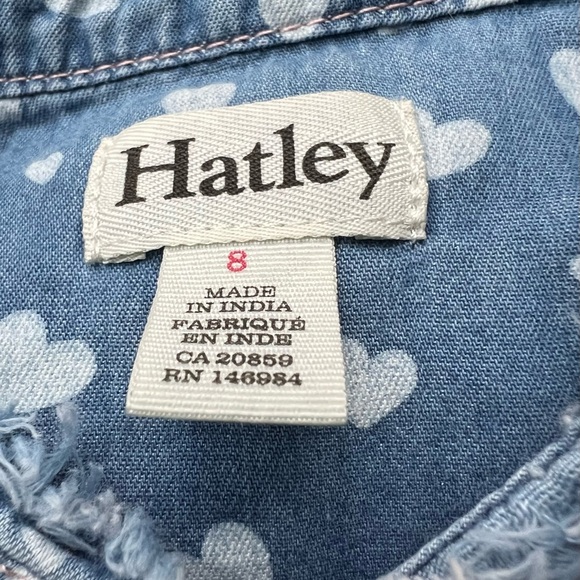 Hatley
8
MADE
IN INDIA
FABRIQUÉ
EN INDE
CA 20859
RN 146984